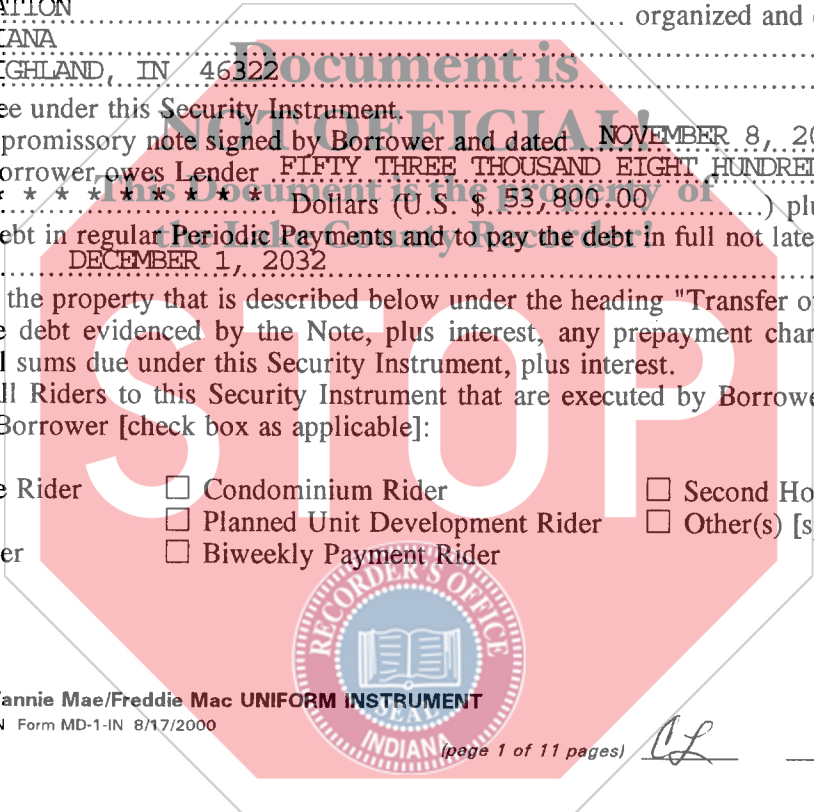 ATION
organized and
IANA
IGHLAND, IN 46322
Document is
ee under this Security Instrument.
NOT OFFICIAL!
promissory note signed by Borrower and dated NOVEMBER 8, 20
orrower owes Lender FIFTY THREE THOUSAND EIGHT HUNDRED
This Document is the property of
* * * * * * * * * Dollars (U.S. $ 53,800.00 ) plu
the Lake County Recorder!
ebt in regular Periodic Payments and to pay the debt in full not late
DECEMBER 1, 2032
the property that is described below under the heading "Transfer o
e debt evidenced by the Note, plus interest, any prepayment char
l sums due under this Security Instrument, plus interest.
ll Riders to this Security Instrument that are executed by Borrowe
Borrower [check box as applicable]:
STOP
e Rider ☐ Condominium Rider ☐ Second Ho
☐ Planned Unit Development Rider ☐ Other(s) [s
er ☐ Biweekly Payment Rider
RECORDER'S OFFICE
SEAL
INDIANA
annie Mae/Freddie Mac UNIFORM INSTRUMENT
N Form MD-1-IN 8/17/2000
(page 1 of 11 pages) CL